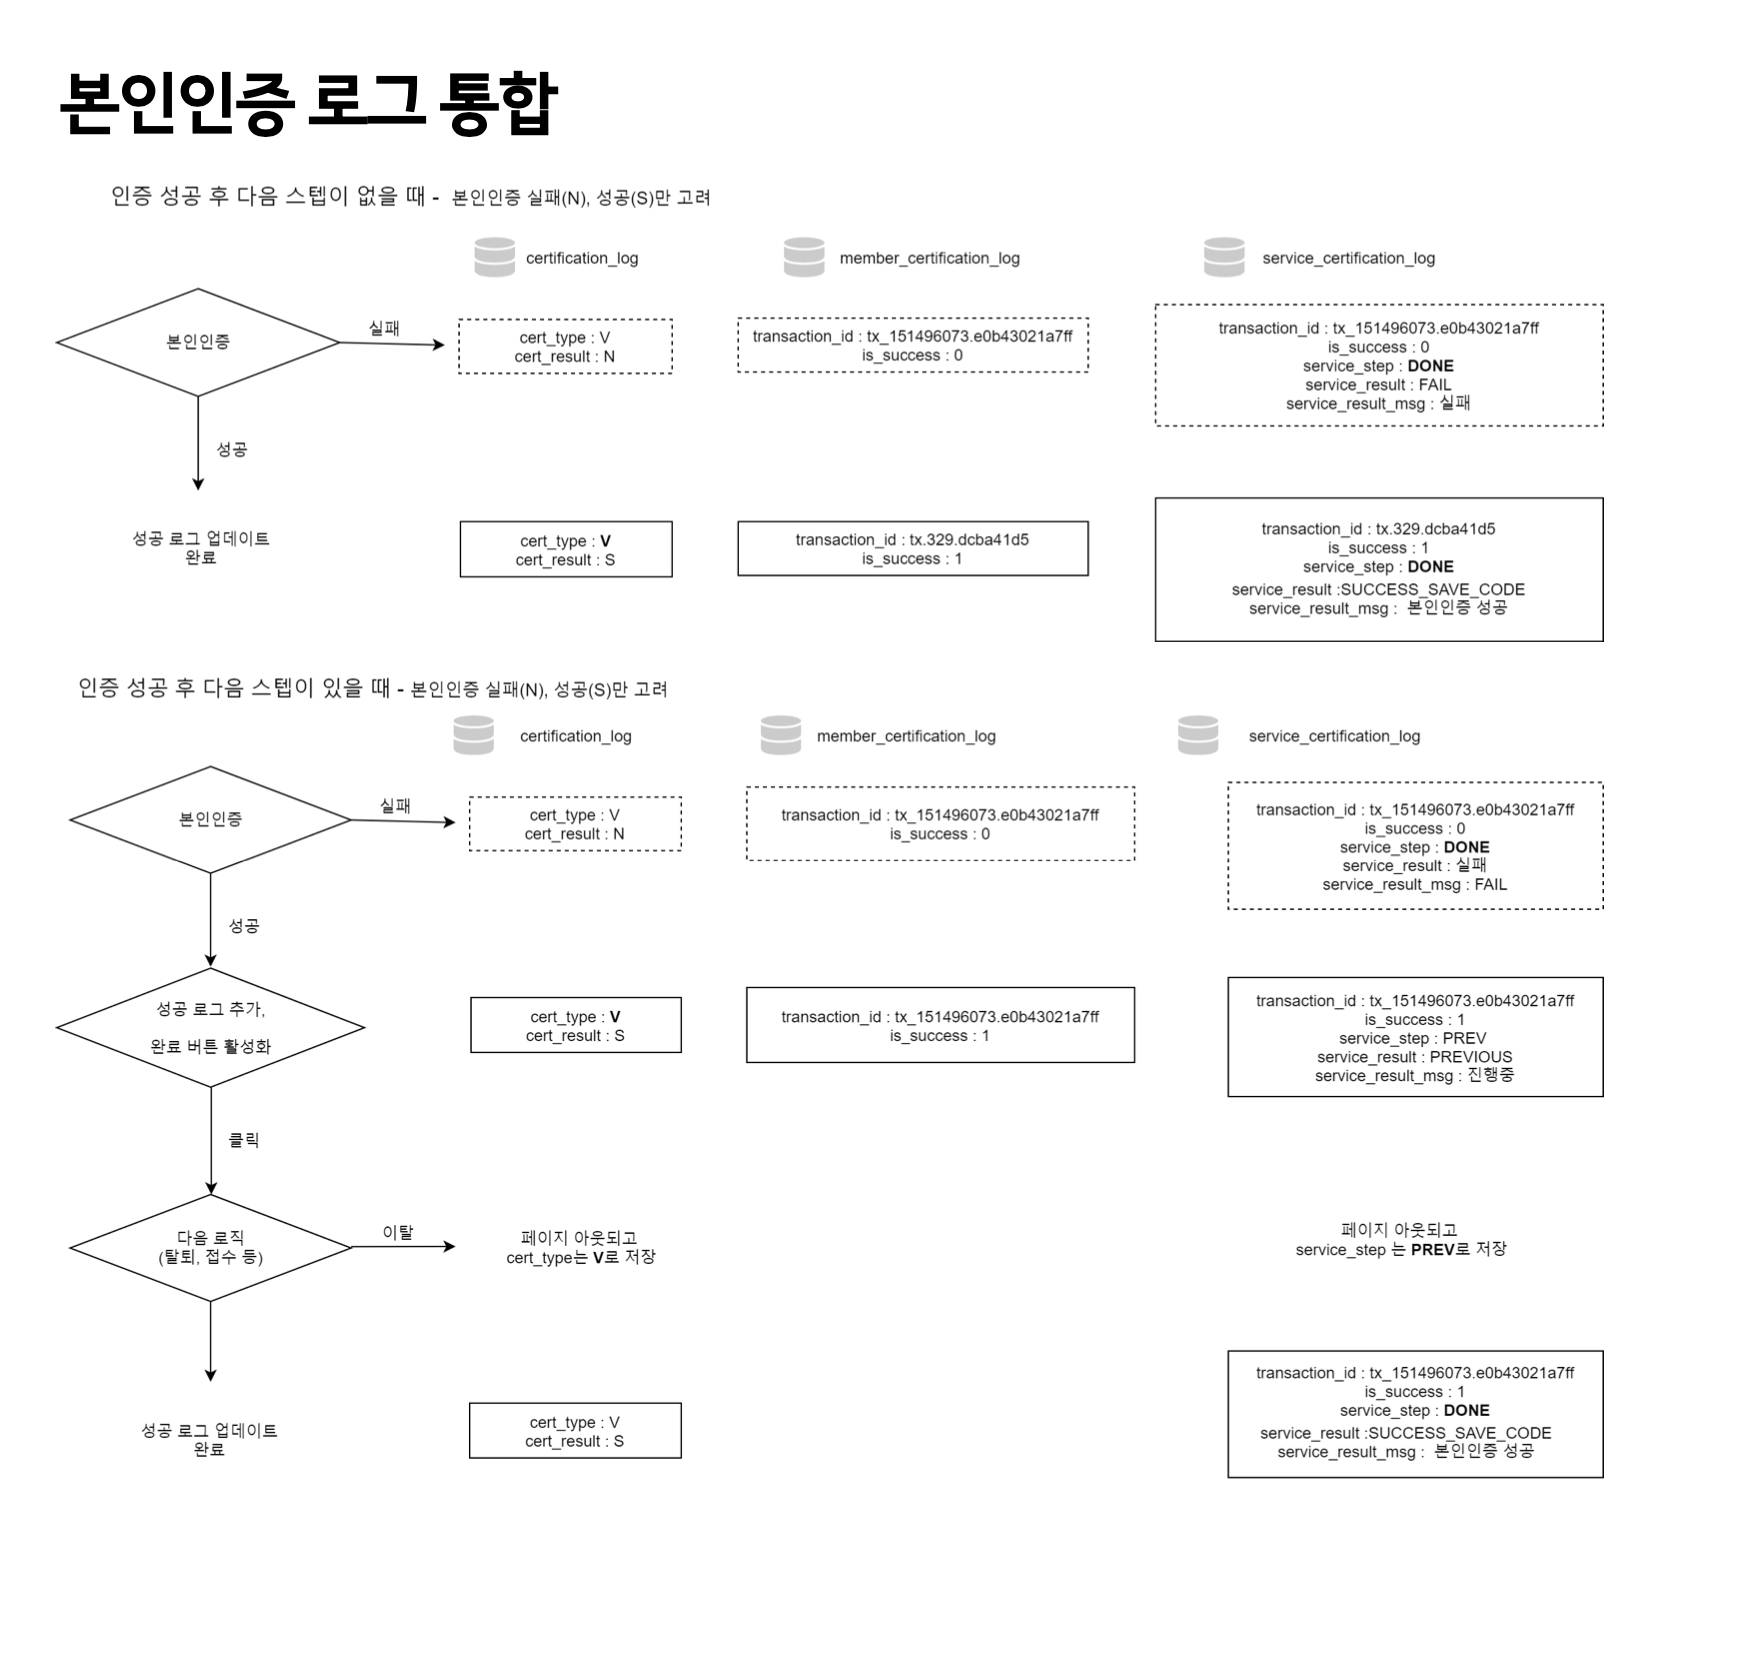 본인인증 로그 통합
인증 성공 후 다음 스텝이 없을 때 - 본인인증 실패(N), 성공(S)만 고려
certification_log
member_certification_log
service_certification_log
본인인증
실패
cert_type : V
cert_result : N
transaction_id : tx_151496073.e0b43021a7ff
is_success : 0
transaction_id : tx_151496073.e0b43021a7ff
is_success : 0
service_step : DONE
service_result : FAIL
service_result_msg : 실패
성공
성공 로그 업데이트
완료
cert_type : V
cert_result : S
transaction_id : tx.329.dcba41d5
is_success : 1
transaction_id : tx.329.dcba41d5
is_success : 1
service_step : DONE
service_result :SUCCESS_SAVE_CODE
service_result_msg : 본인인증 성공
인증 성공 후 다음 스텝이 있을 때 - 본인인증 실패(N), 성공(S)만 고려
certification_log
member_certification_log
service_certification_log
본인인증
실패
cert_type : V
cert_result : N
transaction_id : tx_151496073.e0b43021a7ff
is_success : 0
transaction_id : tx_151496073.e0b43021a7ff
is_success : 0
service_step : DONE
service_result : 실패
service_result_msg : FAIL
성공
성공 로그 추가,
완료 버튼 활성화
cert_type : V
cert_result : S
transaction_id : tx_151496073.e0b43021a7ff
is_success : 1
transaction_id : tx_151496073.e0b43021a7ff
is_success : 1
service_step : PREV
service_result : PREVIOUS
service_result_msg : 진행중
클릭
다음 로직
(탈퇴, 접수 등)
이탈
페이지 아웃되고
cert_type는 V로 저장
페이지 아웃되고
service_step 는 PREV로 저장
성공 로그 업데이트
완료
cert_type : V
cert_result : S
transaction_id : tx_151496073.e0b43021a7ff
is_success : 1
service_step : DONE
service_result :SUCCESS_SAVE_CODE
service_result_msg : 본인인증 성공